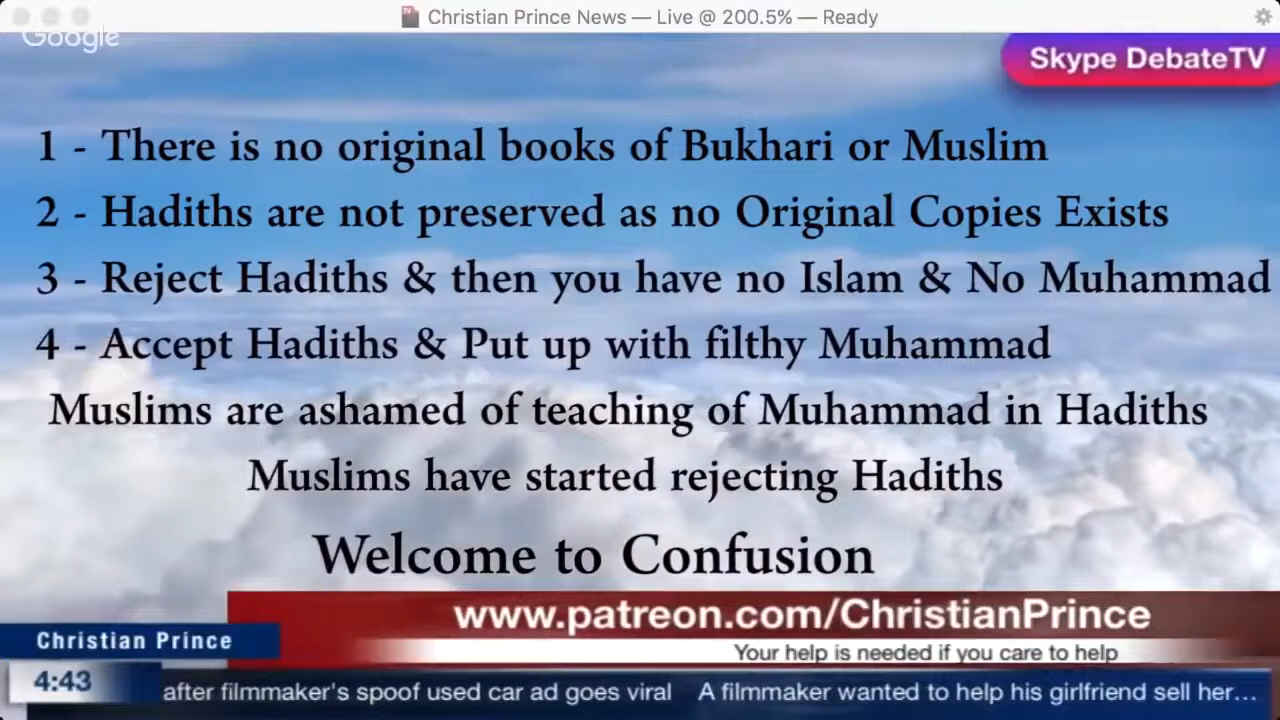 Christian Prince News — Live @ 200.5% — Ready
Google
Skype DebateTV
1 - There is no original books of Bukhari or Muslim
2 - Hadiths are not preserved as no Original Copies Exists
3 - Reject Hadiths & then you have no Islam & No Muhammad
4 - Accept Hadiths & Put up with filthy Muhammad
Muslims are ashamed of teaching of Muhammad in Hadiths
Muslims have started rejecting Hadiths
Welcome to Confusion
www.patreon.com/ChristianPrince
Christian Prince
Your help is needed if you care to help
4:43
after filmmaker's spoof used car ad goes viral A filmmaker wanted to help his girlfriend sell her...